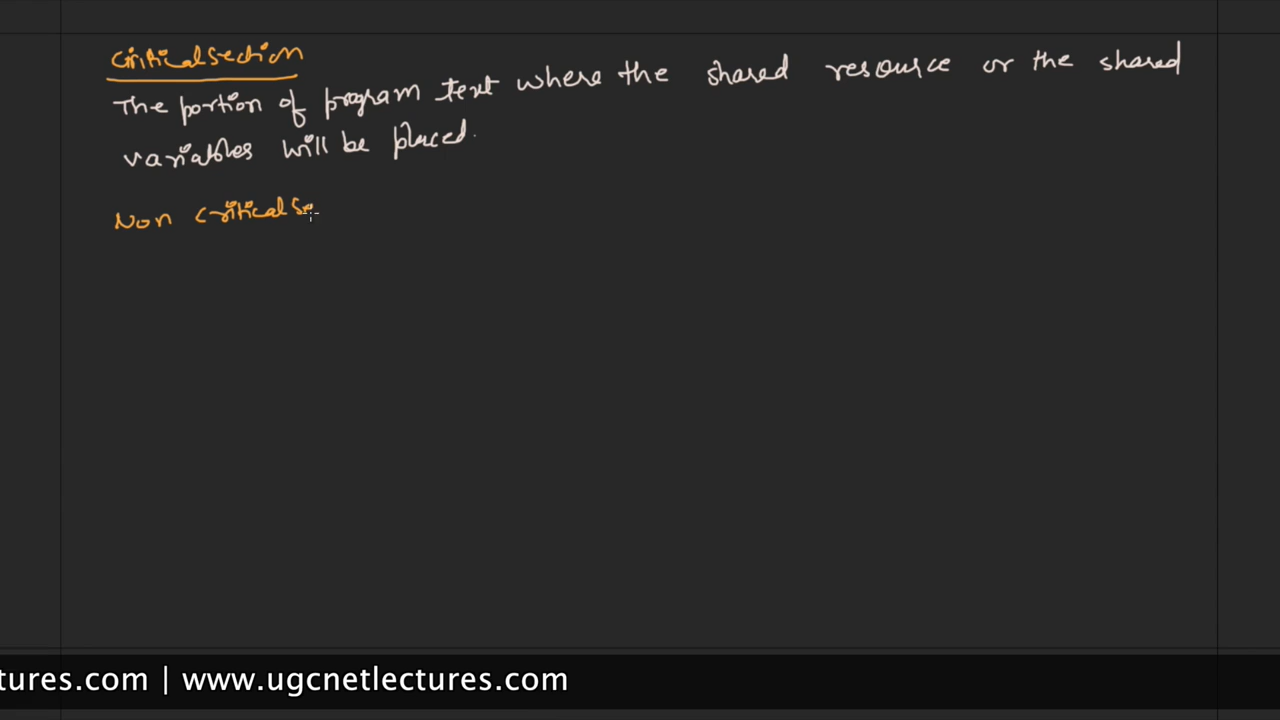 Critical section
The portion of program text where the shared resource or the shared
variables will be placed.
Non critical Se
tures.com | www.ugcnetlectures.com